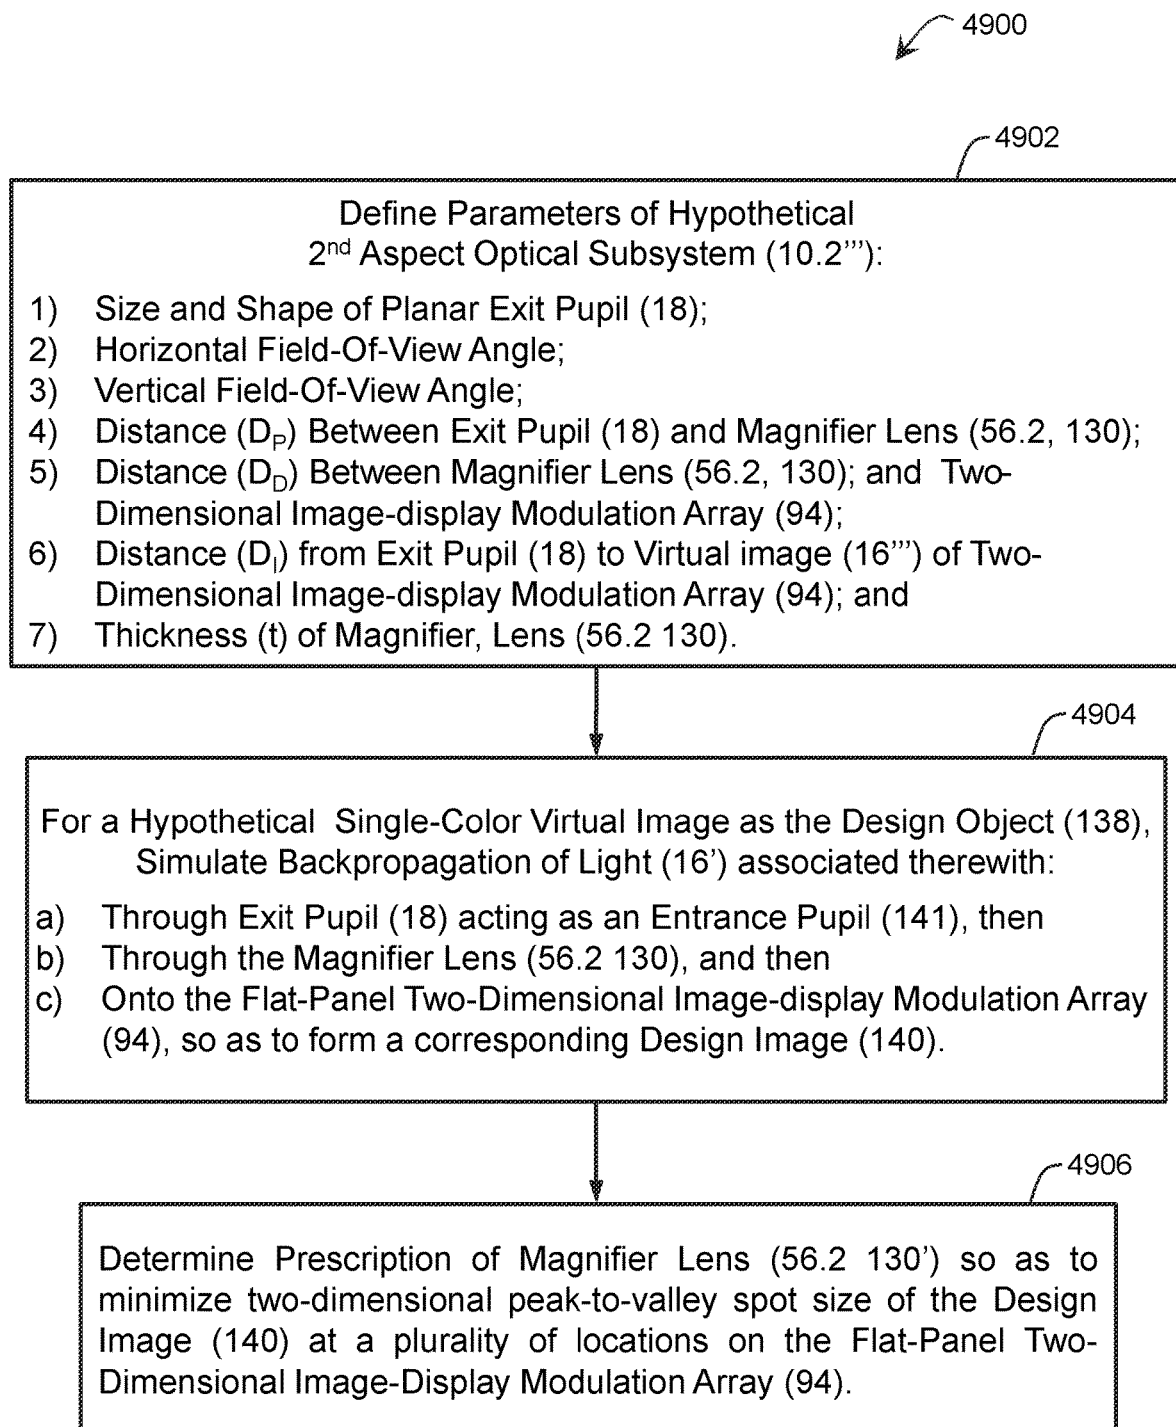 4900
4902
Define Parameters of Hypothetical
2nd Aspect Optical Subsystem (10.2’’’):
1) Size and Shape of Planar Exit Pupil (18);
2) Horizontal Field-Of-View Angle;
3) Vertical Field-Of-View Angle;
4) Distance (DP) Between Exit Pupil (18) and Magnifier Lens (56.2, 130);
5) Distance (DD) Between Magnifier Lens (56.2, 130); and Two-
Dimensional Image-display Modulation Array (94);
6) Distance (DI) from Exit Pupil (18) to Virtual image (16’’’) of Two-
Dimensional Image-display Modulation Array (94); and
7) Thickness (t) of Magnifier, Lens (56.2 130).
4904
For a Hypothetical Single-Color Virtual Image as the Design Object (138),
Simulate Backpropagation of Light (16’) associated therewith:
a) Through Exit Pupil (18) acting as an Entrance Pupil (141), then
b) Through the Magnifier Lens (56.2 130), and then
c) Onto the Flat-Panel Two-Dimensional Image-display Modulation Array
(94), so as to form a corresponding Design Image (140).
4906
Determine Prescription of Magnifier Lens (56.2 130’) so as to
minimize two-dimensional peak-to-valley spot size of the Design
Image (140) at a plurality of locations on the Flat-Panel Two-
Dimensional Image-Display Modulation Array (94).